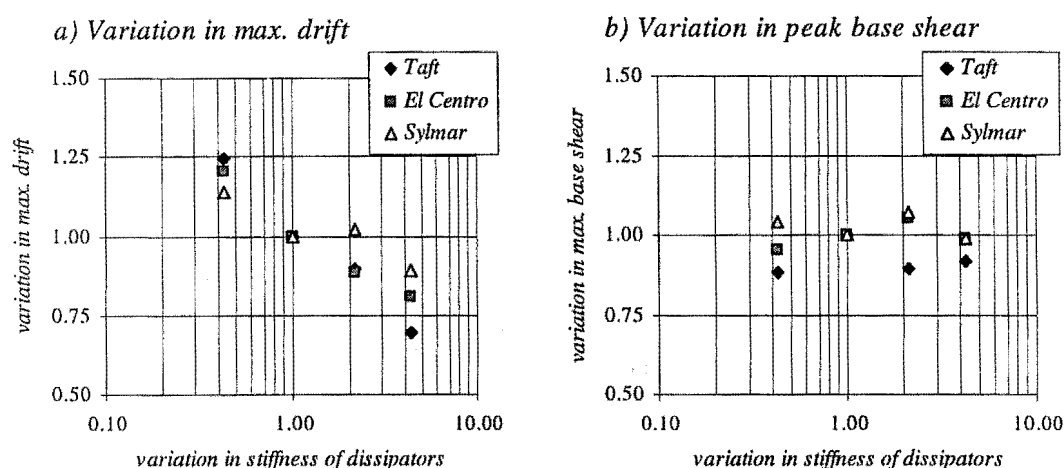 a) Variation in max. drift
1.50
1.25
1.00
0.75
0.50
0.10
1.00
10.00
variation in max. drift
variation in stiffness of dissipators
Taft
El Centro
Sylmar
b) Variation in peak base shear
1.50
1.25
1.00
0.75
0.50
0.10
1.00
10.00
variation in max. base shear
variation in stiffness of dissipators
Taft
El Centro
Sylmar